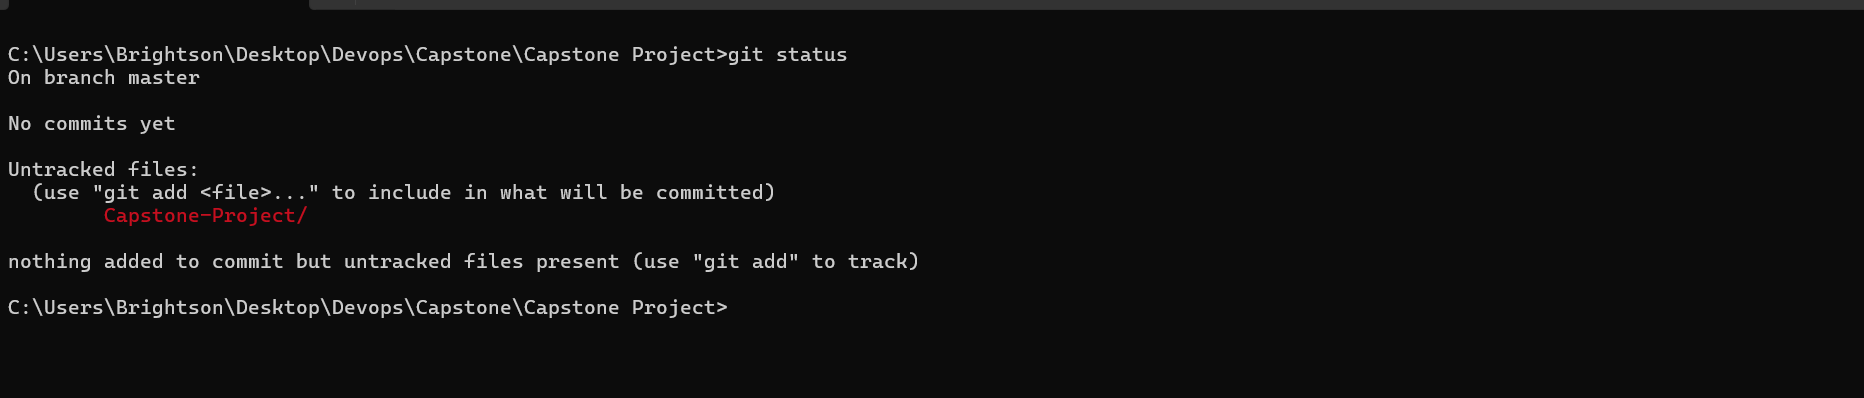 C:\Users\Brightson\Desktop\Devops\Capstone\Capstone Project>git status
On branch master
No commits yet
Untracked files:
(use "git add <file>..." to include in what will be committed)
Capstone-Project/
nothing added to commit but untracked files present (use "git add" to track)
C:\Users\Brightson\Desktop\Devops\Capstone\Capstone Project>